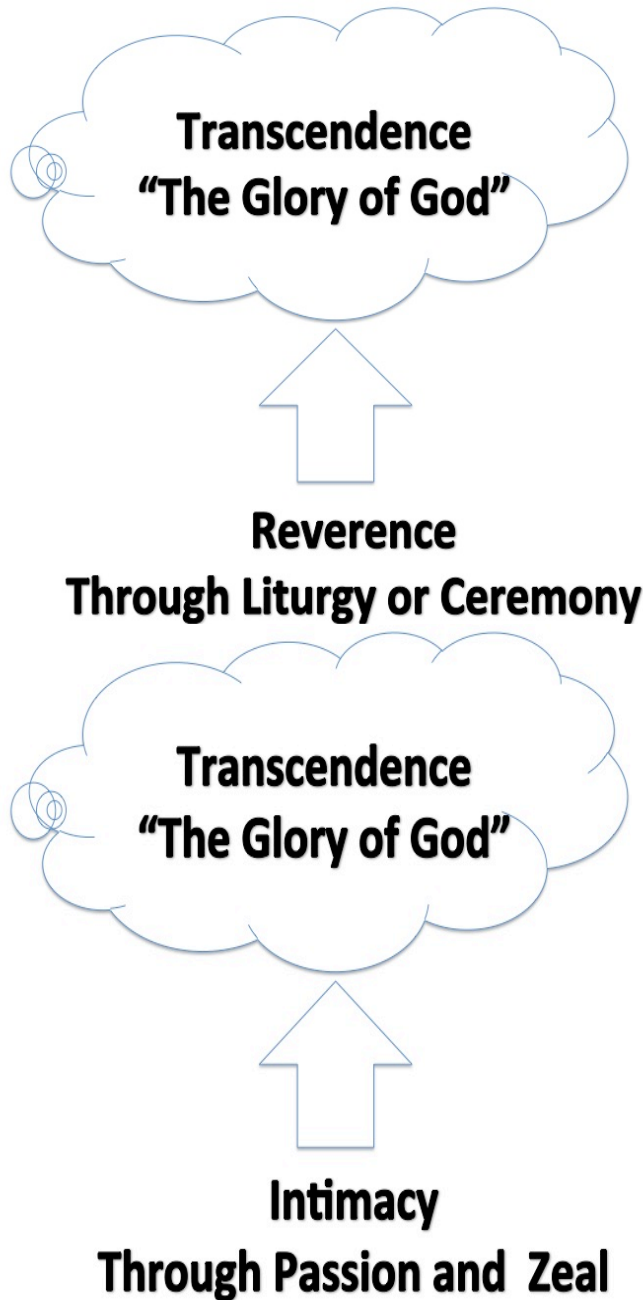 Transcendence
“The Glory of God”
Reverence
Through Liturgy or Ceremony
Transcendence
“The Glory of God”
Intimacy
Through Passion and  Zeal